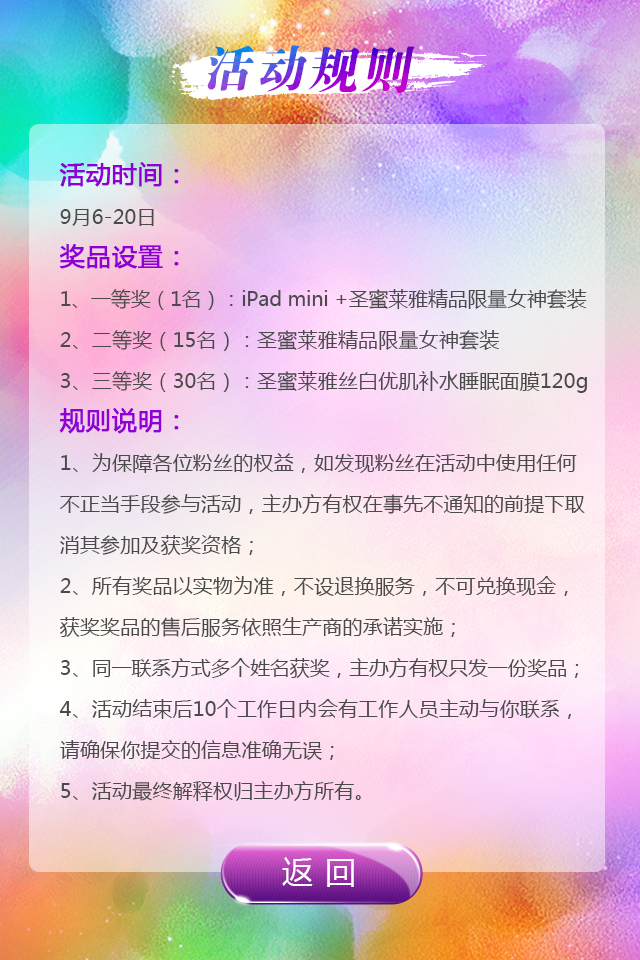 活动规则
活动时间：
9月6-20日
奖品设置：
1、一等奖（1名）：iPad mini +圣蜜莱雅精品限量女神套装
2、二等奖（15名）：圣蜜莱雅精品限量女神套装
3、三等奖（30名）：圣蜜莱雅丝白优肌补水睡眠面膜120g
规则说明：
1、为保障各位粉丝的权益，如发现粉丝在活动中使用任何
不正当手段参与活动，主办方有权在事先不通知的前提下取
消其参加及获奖资格；
2、所有奖品以实物为准，不设退换服务，不可兑换现金，
获奖奖品的售后服务依照生产商的承诺实施；
3、同一联系方式多个姓名获奖，主办方有权只发一份奖品；
4、活动结束后10个工作日内会有工作人员主动与你联系，
请确保你提交的信息准确无误；
5、活动最终解释权归主办方所有。
返回